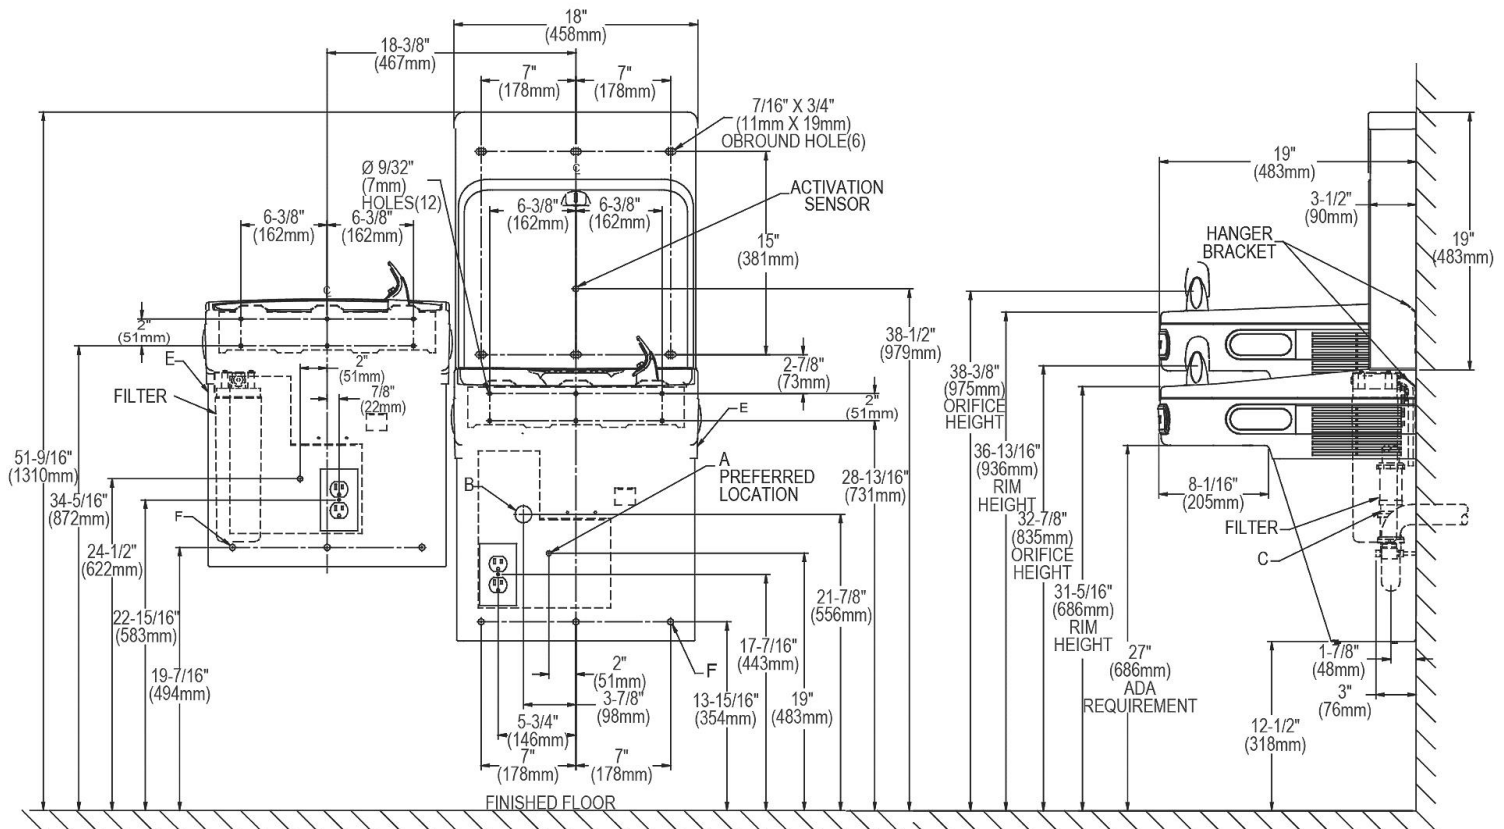 18"
(458mm)
18-3/8"
(467mm)
7"
(178mm)
7"
(178mm)
7/16" X 3/4"
(11mm X 19mm)
OBROUND HOLE(6)
Ø 9/32"
(7mm)
HOLES(12)
℄
ACTIVATION
SENSOR
6-3/8"
(162mm)
6-3/8"
(162mm)
6-3/8"
(162mm)
6-3/8"
(162mm)
15"
(381mm)
℄
2"
(51mm)
E
FILTER
2"
(51mm)
7/8"
(22mm)
38-1/2"
(979mm)
2-7/8"
(73mm)
2"
(51mm)
E
51-9/16"
(1310mm)
34-5/16"
(872mm)
A
PREFERRED
LOCATION
B
28-13/16"
(731mm)
F
24-1/2"
(622mm)
22-15/16"
(583mm)
19-7/16"
(494mm)
21-7/8"
(556mm)
17-7/16"
(443mm)
F
2"
(51mm)
3-7/8"
(98mm)
13-15/16"
(354mm)
19"
(483mm)
5-3/4"
(146mm)
7"
(178mm)
7"
(178mm)
FINISHED FLOOR
19"
(483mm)
3-1/2"
(90mm)
HANGER
BRACKET
19"
(483mm)
38-3/8"
(975mm)
ORIFICE
HEIGHT
36-13/16"
(936mm)
RIM
HEIGHT
8-1/16"
(205mm)
32-7/8"
(835mm)
ORIFICE
HEIGHT
FILTER
C
31-5/16"
(686mm)
RIM
HEIGHT
27"
(686mm)
ADA
REQUIREMENT
1-7/8"
(48mm)
3"
(76mm)
12-1/2"
(318mm)